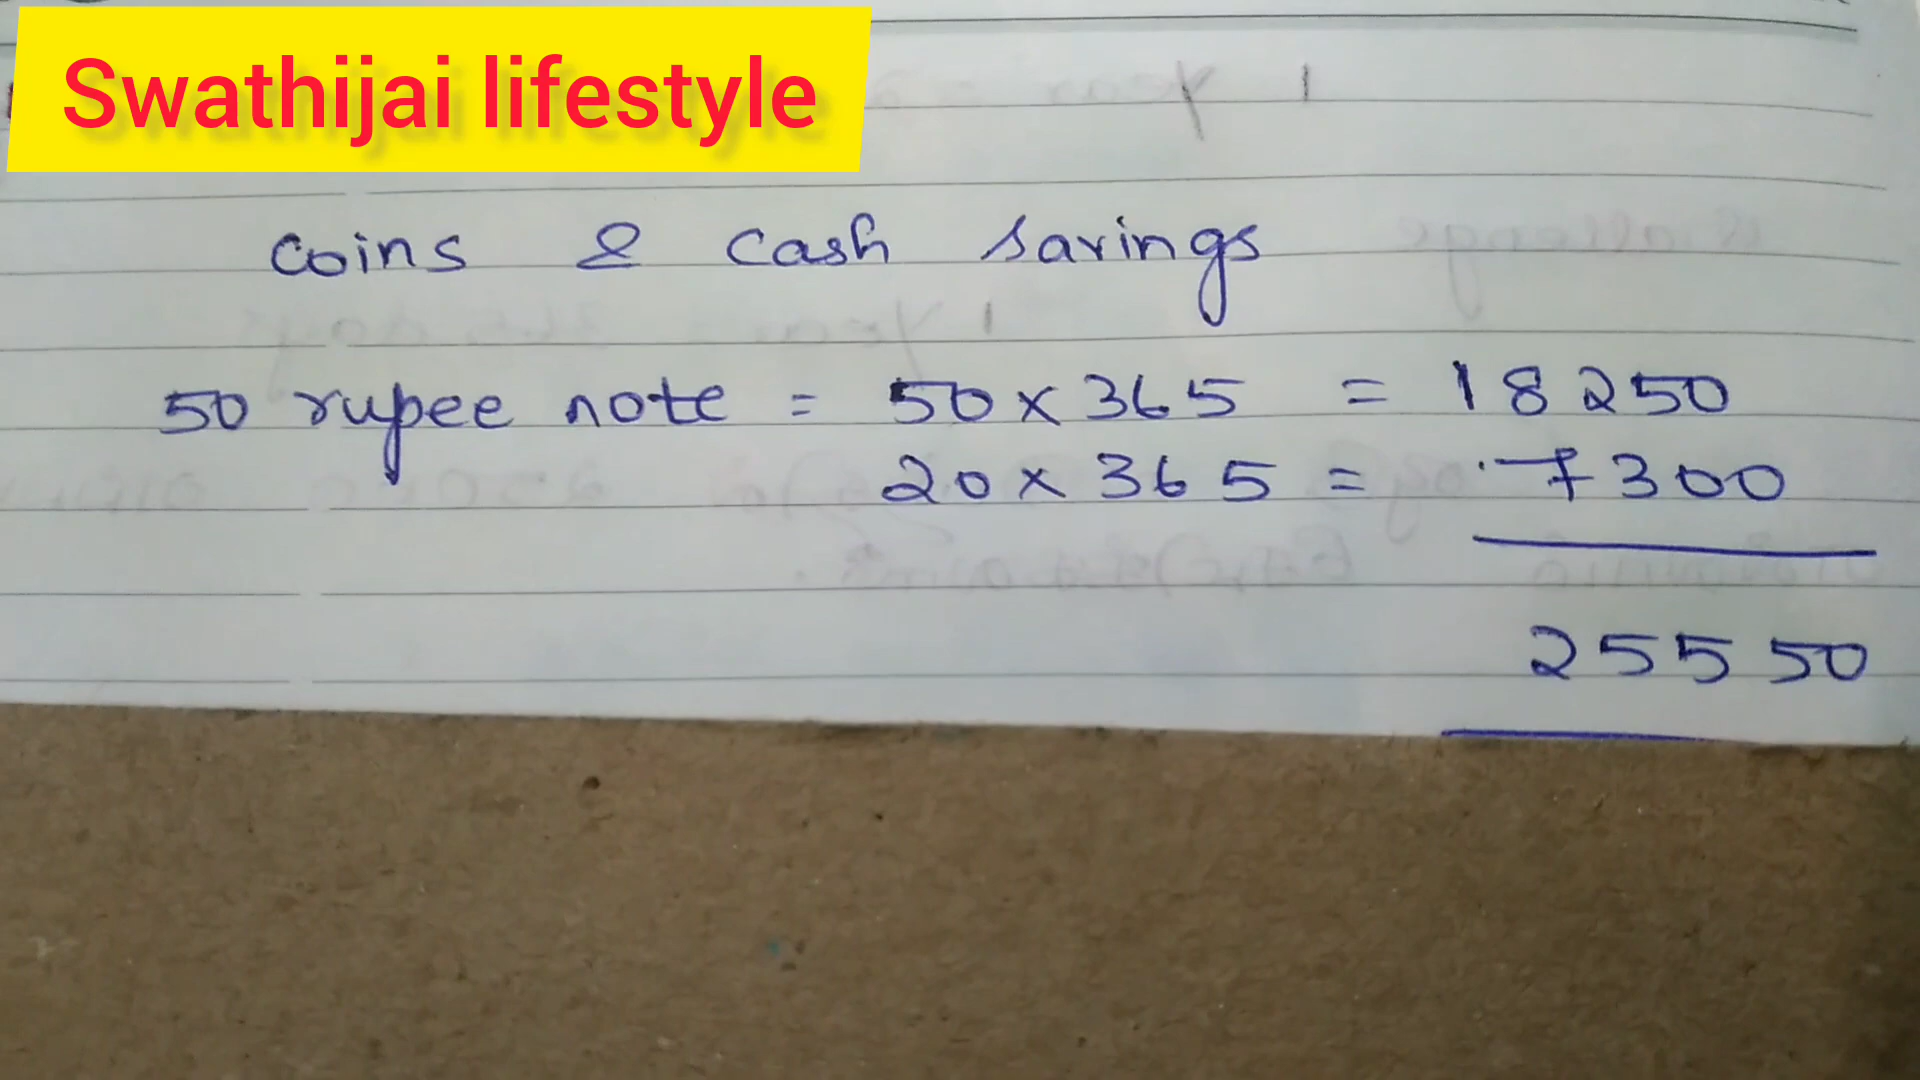 Swathijai lifestyle
Coins & Cash Savings
50 rupee note = 50 x 365 = 18250
20 x 365 = 7300
25550